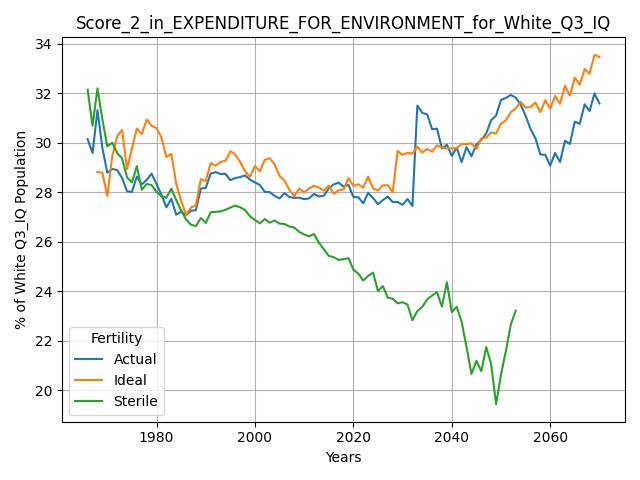 Score_2_in_EXPENDITURE_FOR_ENVIRONMENT_for_White_Q3_IQ
% of White Q3_IQ Population
34
32
30
28
26
24
22
20
Fertility
Actual
Ideal
Sterile
1980
2000
2020
2040
2060
Years